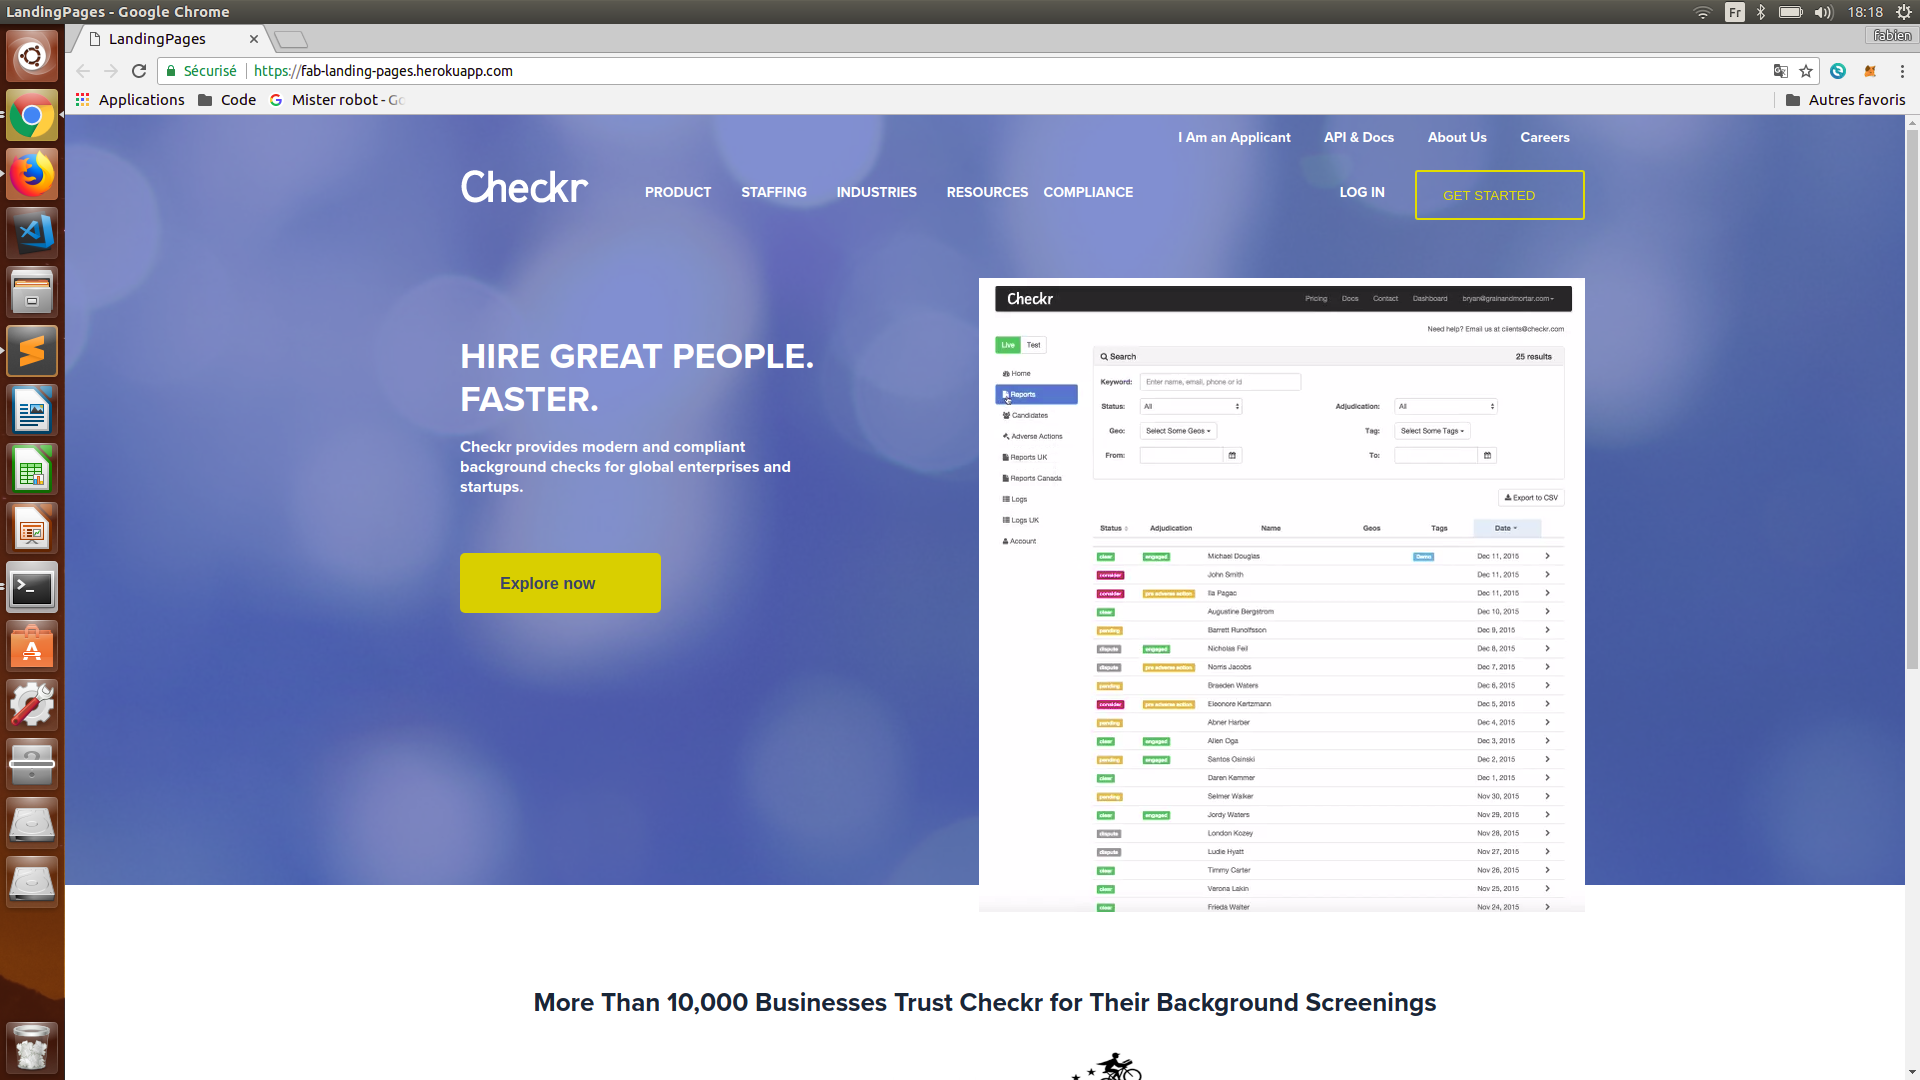 LandingPages - Google Chrome
Fr
18:18
LandingPages
fabien
Sécurisé
https://fab-landing-pages.herokuapp.com
Applications
Code
Mister robot - Go
Autres favoris
I Am an Applicant
API & Docs
About Us
Careers
Checkr
PRODUCT
STAFFING
INDUSTRIES
RESOURCES
COMPLIANCE
LOG IN
GET STARTED
HIRE GREAT PEOPLE.
FASTER.
Checkr provides modern and compliant
background checks for global enterprises and
startups.
Explore now
Checkr
Pricing
Docs
Contact
Dashboard
bryan@grainandmortar.com
Need help? Email us at clients@checkr.com
Live
Test
Home
Reports
Candidates
Adverse Actions
Reports UK
Reports Canada
Logs
Logs UK
Account
Search
25 results
Keyword:
Enter name, email, phone or id
Status:
All
Adjudication:
All
Geo:
Select Some Geos
Tag:
Select Some Tags
From:
To:
Export to CSV
Status
Adjudication
Name
Geos
Tags
Date
clear engaged Michael Douglas Demo Dec 11, 2015
consider John Smith Dec 11, 2015
consider pre adverse action Ila Pagac Dec 11, 2015
clear Augustine Bergstrom Dec 10, 2015
pending Barrett Runolfsson Dec 9, 2015
dispute engaged Nicholas Feil Dec 8, 2015
dispute pre adverse action Norris Jacobs Dec 7, 2015
pending Braeden Waters Dec 6, 2015
consider pre adverse action Eleonore Kertzmann Dec 5, 2015
pending Abner Harber Dec 4, 2015
clear engaged Allen Oga Dec 3, 2015
pending engaged Santos Osinski Dec 2, 2015
clear Daren Kemmer Dec 1, 2015
pending Selmer Walker Nov 30, 2015
clear engaged Jordy Waters Nov 29, 2015
dispute London Kozey Nov 28, 2015
dispute Ludie Hyatt Nov 27, 2015
clear Timmy Carter Nov 26, 2015
clear Verona Lakin Nov 25, 2015
clear Frieda Walter Nov 24, 2015
More Than 10,000 Businesses Trust Checkr for Their Background Screenings